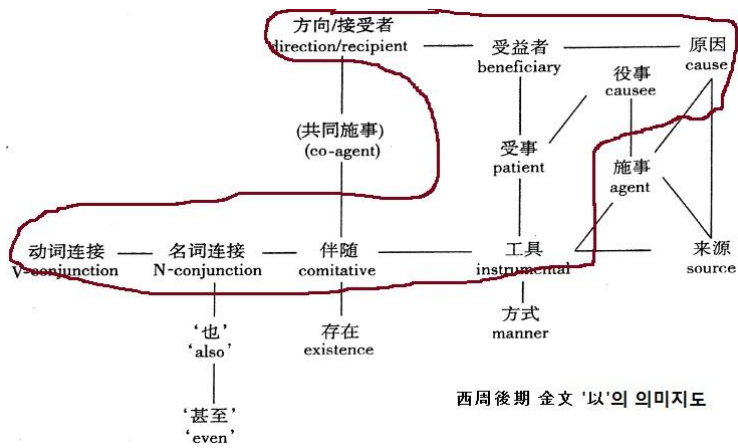 方向/接受者
direction/recipient
受益者
beneficiary
原因
cause
役事
causee
(共同施事)
(co-agent)
受事
patient
施事
agent
动词连接
V-conjunction
名词连接
N-conjunction
伴随
comitative
工具
instrumental
来源
source
‘也’
‘also’
存在
existence
方式
manner
‘甚至’
‘even’
西周後期 金文 '以'의 의미지도